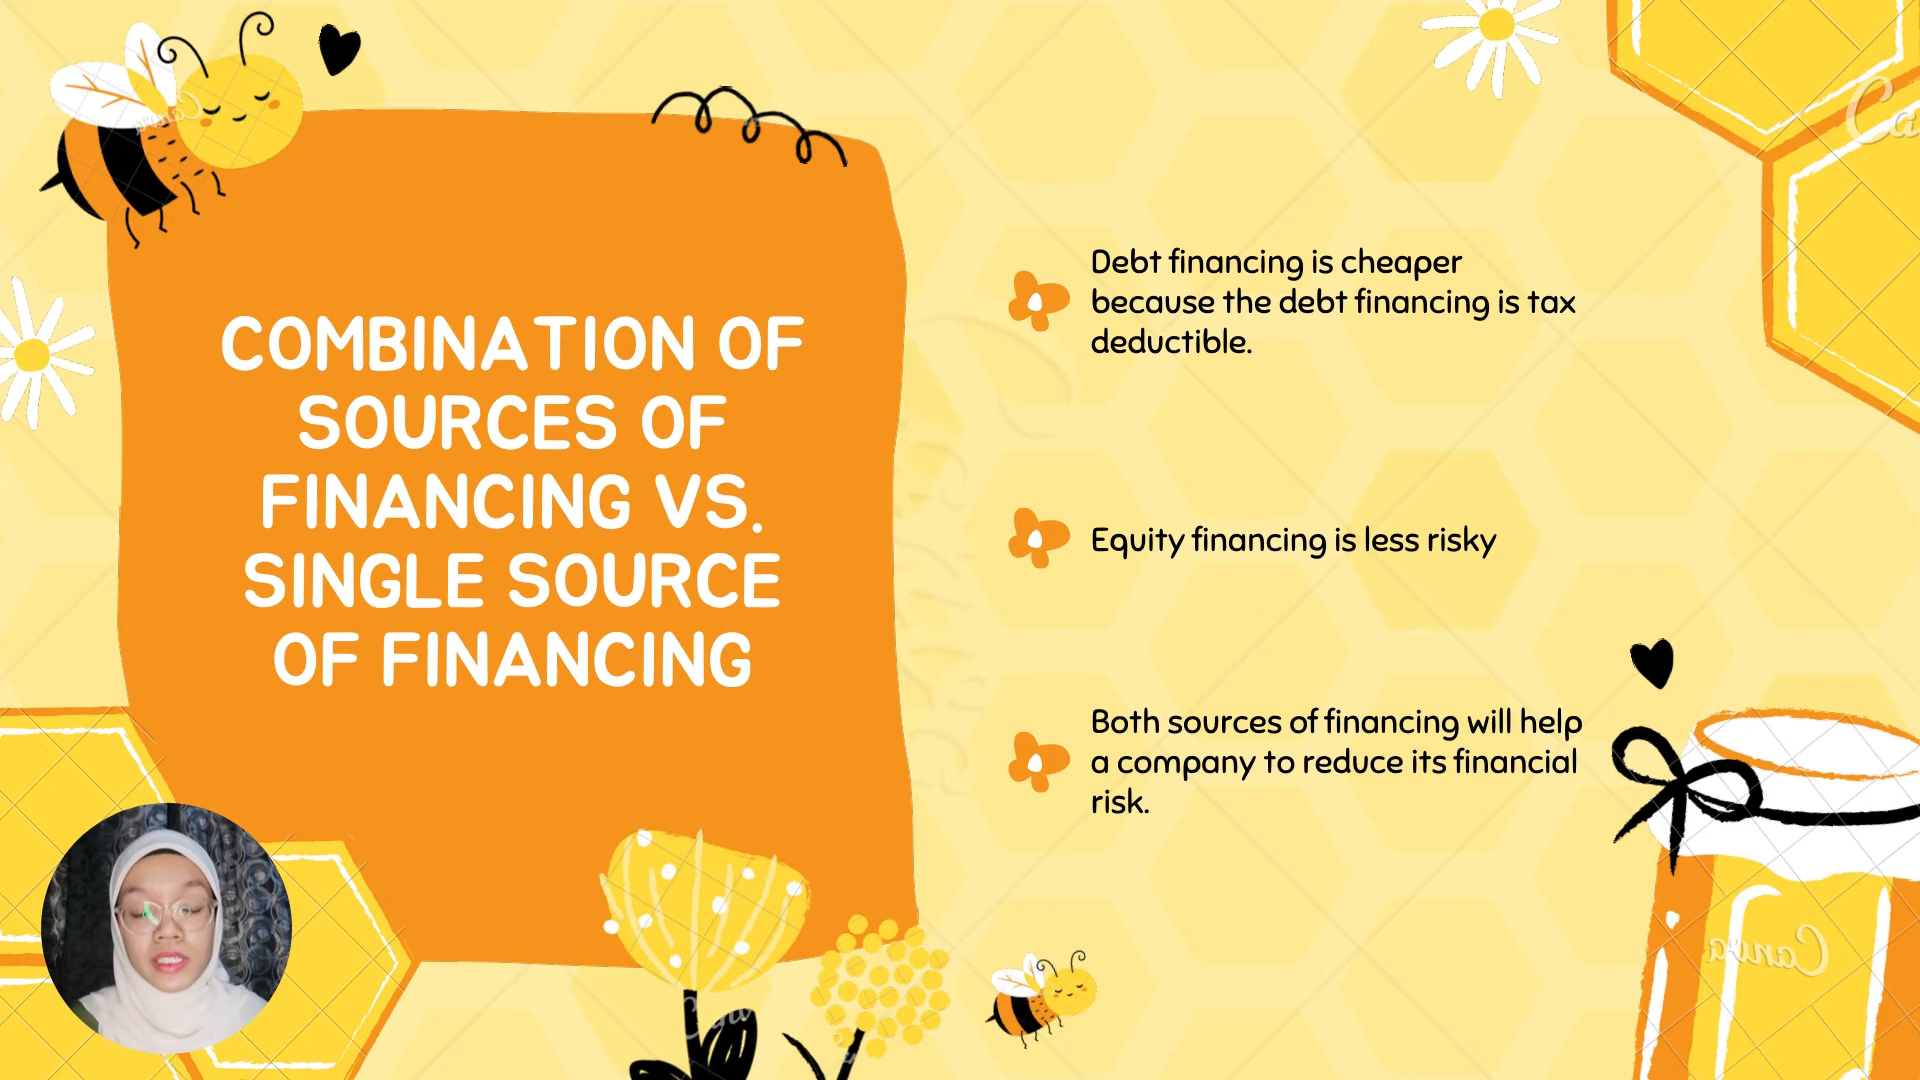 COMBINATION OF
SOURCES OF
FINANCING VS.
SINGLE SOURCE
OF FINANCING
Debt financing is cheaper
because the debt financing is tax
deductible.
Equity financing is less risky
Both sources of financing will help
a company to reduce its financial
risk.
Canva
Canva